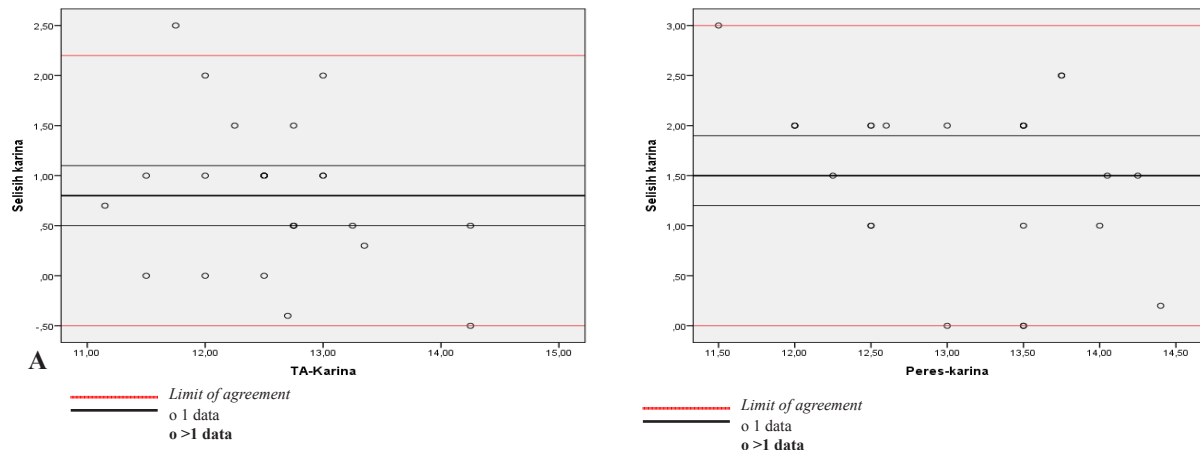 2,50
2,00
1,50
1,00
,50
,00
-,50
Selisih karina
11,00 12,00 13,00 14,00 15,00
TA-Karina
A
Limit of agreement
o 1 data
o >1 data
3,00
2,50
2,00
1,50
1,00
,50
,00
Selisih karina
11,50 12,00 12,50 13,00 13,50 14,00 14,50
Peres-karina
Limit of agreement
o 1 data
o >1 data